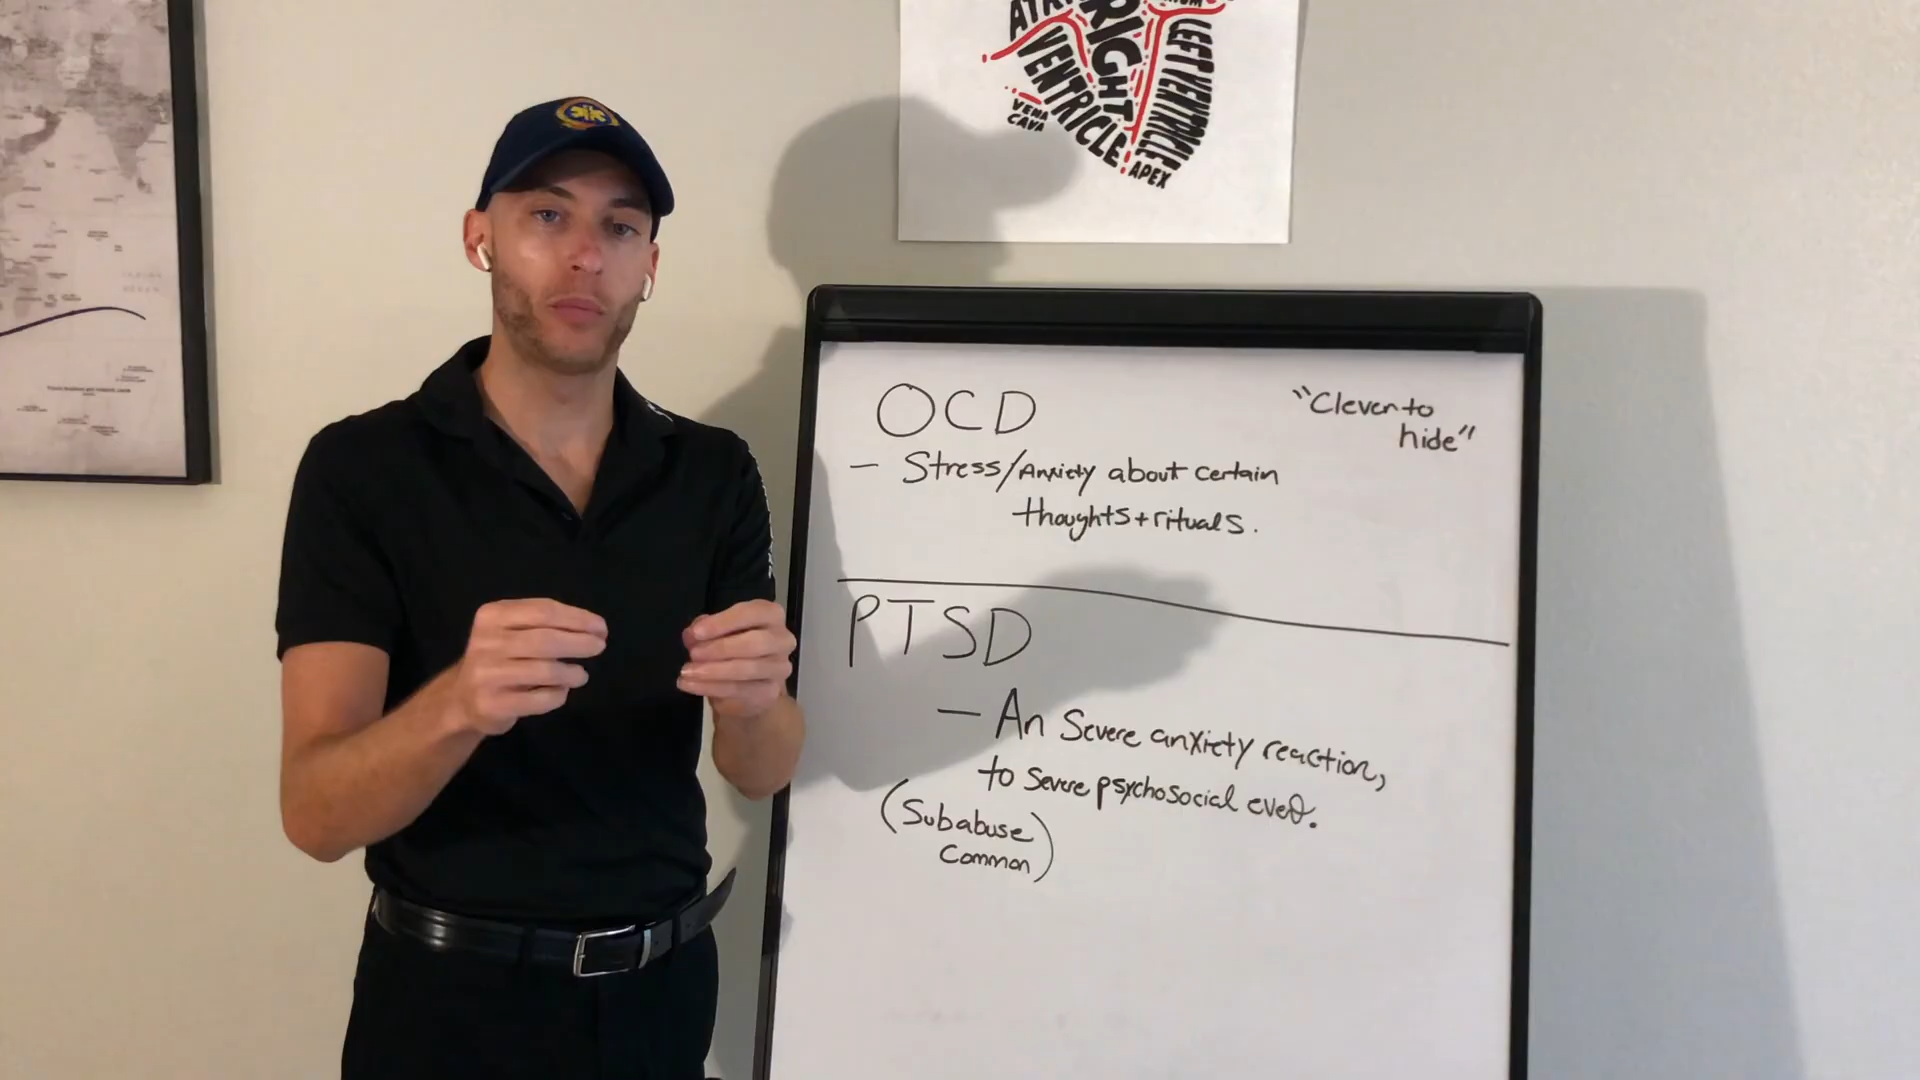 ATRI
RIGHT
VENTRICLE
LEFT VENTRICLE
VENA
CAVA
APEX
OCD
"Clever to
hide"
— Stress/Anxiety about certain
thoughts + rituals.
PTSD
— An Severe anxiety reaction,
to severe psychosocial event.
(Subabuse
Common)